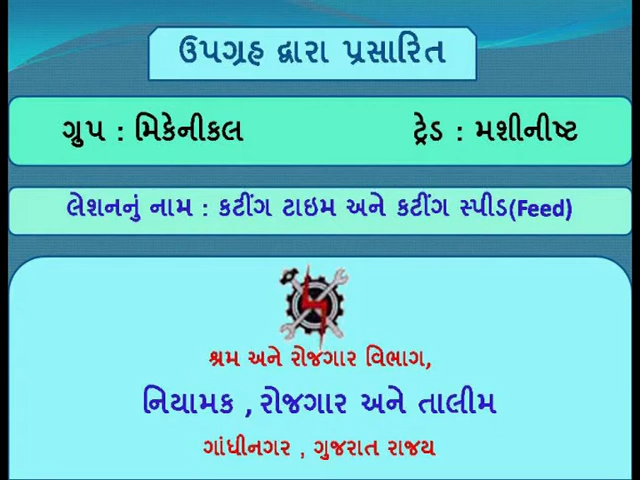 ઉપગ્રહ દ્વારા પ્રસારિત
ગ્રુપ : મિકેનીકલ ટ્રેડ : મશીનીષ્ટ
લેશનનું નામ : કટીંગ ટાઇમ અને કટીંગ સ્પીડ(Feed)
શ્રમ અને રોજગાર વિભાગ,
નિયામક , રોજગાર અને તાલીમ
ગાંધીનગર , ગુજરાત રાજય